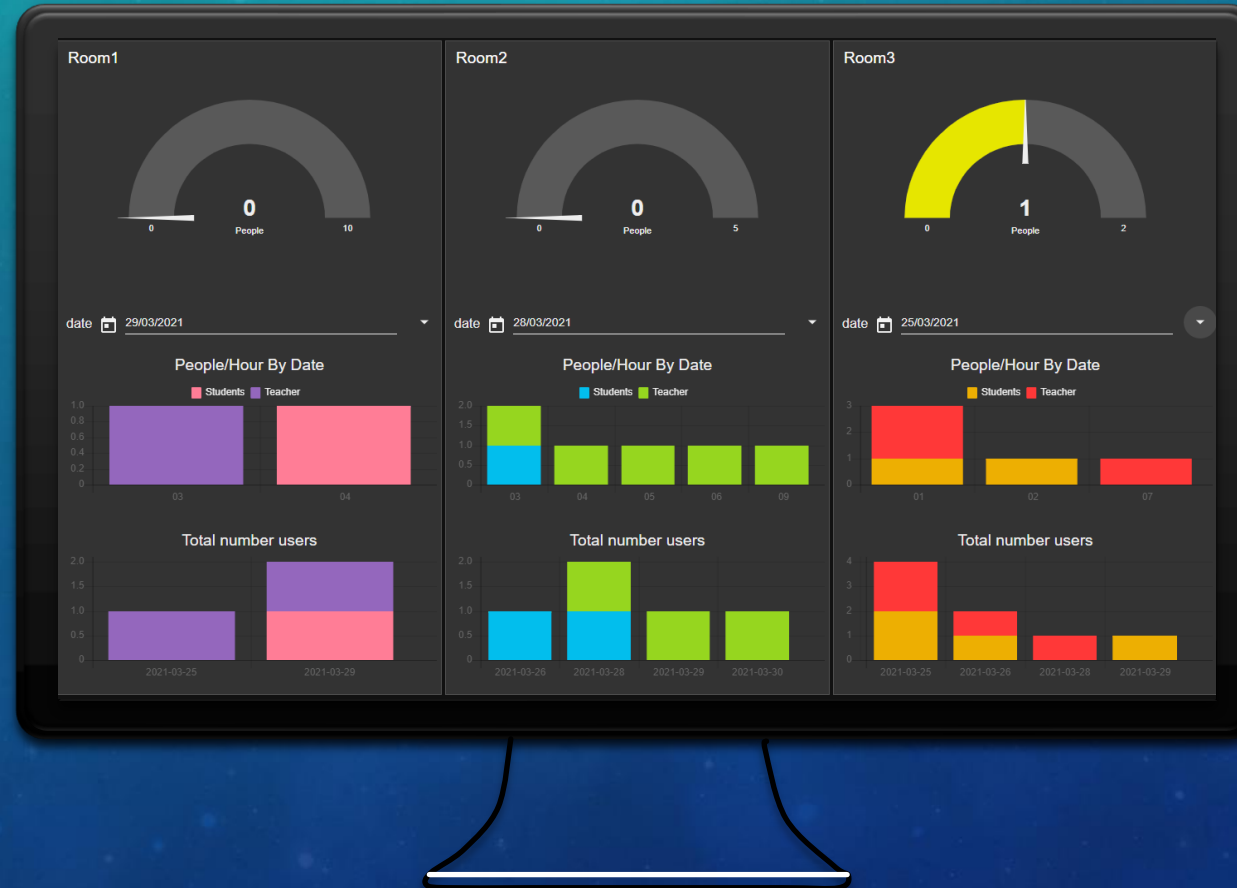 Room1
0
People
0
10
date 29/03/2021
People/Hour By Date
Students Teacher
1.0
0.8
0.6
0.4
0.2
0
03 04
Total number users
2.0
1.5
1.0
0.5
0
2021-03-25 2021-03-29
Room2
0
People
0
5
date 28/03/2021
People/Hour By Date
Students Teacher
2.0
1.5
1.0
0.5
0
03 04 05 06 09
Total number users
2.0
1.5
1.0
0.5
0
2021-03-26 2021-03-28 2021-03-29 2021-03-30
Room3
1
People
0
2
date 25/03/2021
People/Hour By Date
Students Teacher
3
2
1
0
01 02 07
Total number users
4
3
2
1
0
2021-03-25 2021-03-26 2021-03-28 2021-03-29